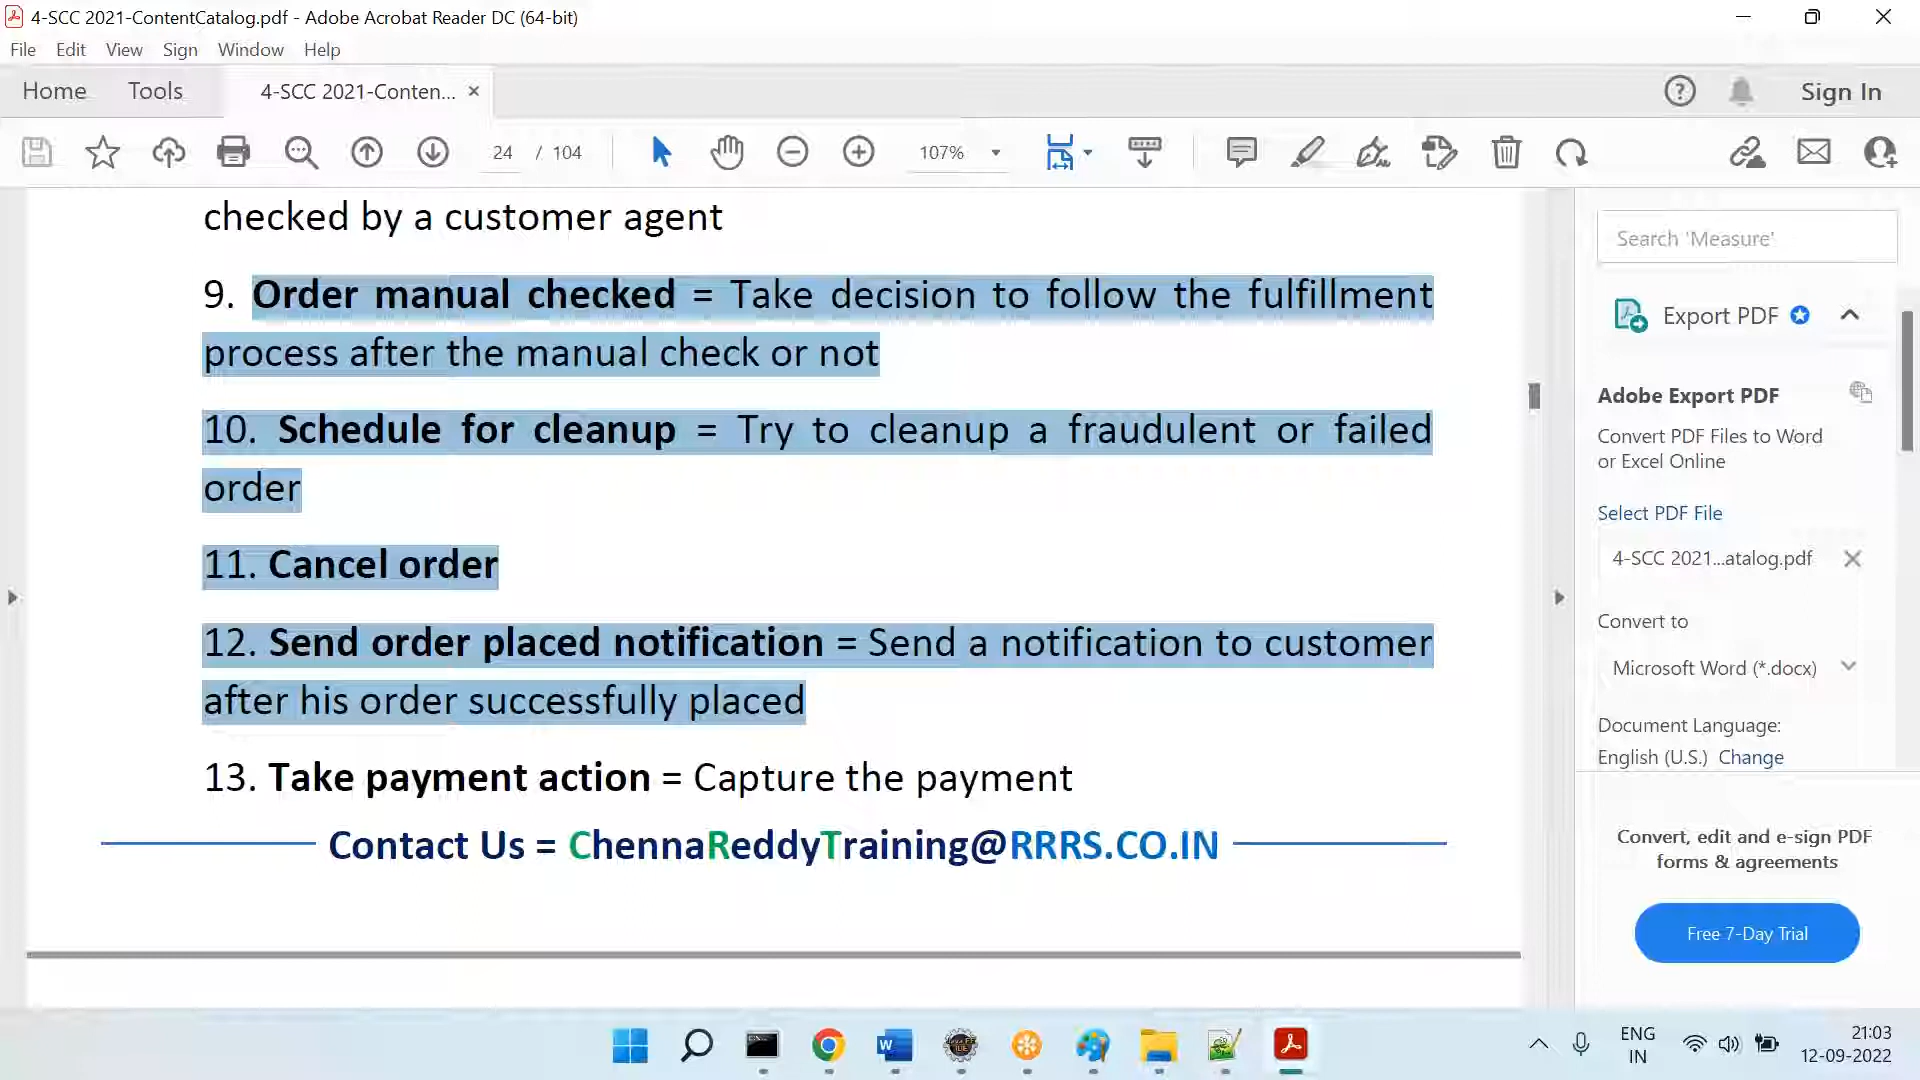 4-SCC 2021-ContentCatalog.pdf - Adobe Acrobat Reader DC (64-bit)
File Edit View Sign Window Help
Home Tools 4-SCC 2021-Conten... × Sign In
24 / 104 107%
checked by a customer agent
9. Order manual checked = Take decision to follow the fulfillment
process after the manual check or not
10. Schedule for cleanup = Try to cleanup a fraudulent or failed
order
11. Cancel order
12. Send order placed notification = Send a notification to customer
after his order successfully placed
13. Take payment action = Capture the payment
Contact Us = ChennaReddyTraining@RRRS.CO.IN
Search 'Measure'
Export PDF
Adobe Export PDF
Convert PDF Files to Word
or Excel Online
Select PDF File
4-SCC 2021...atalog.pdf
Convert to
Microsoft Word (*.docx)
Document Language:
English (U.S.) Change
Convert, edit and e-sign PDF
forms & agreements
Free 7-Day Trial
ENG
IN
21:03
12-09-2022